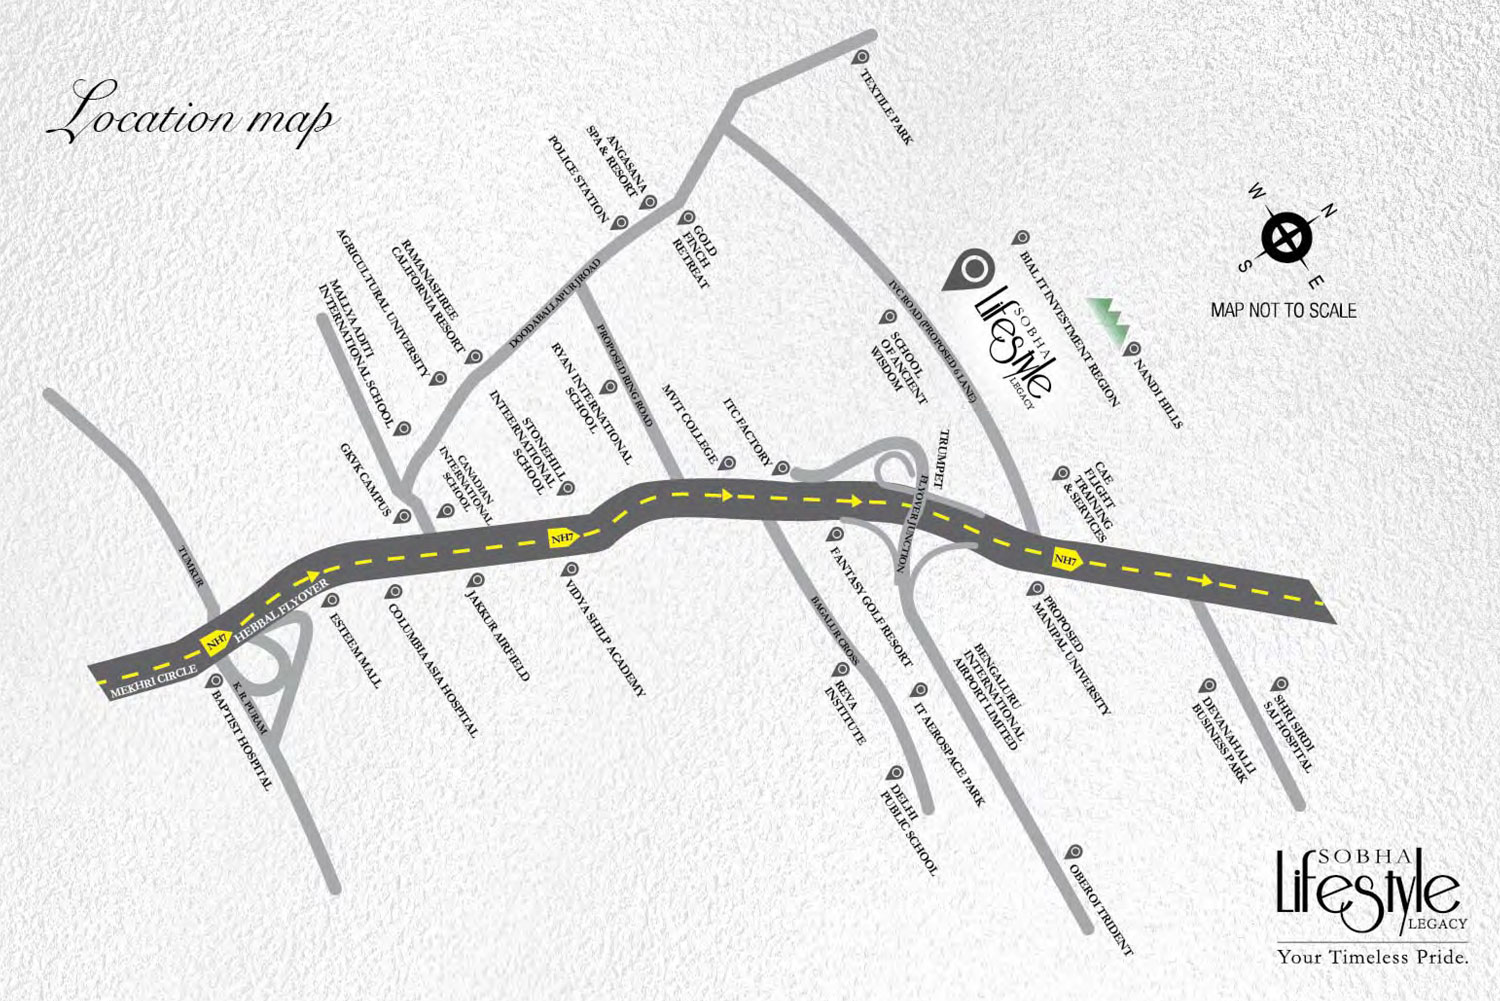 Location map
TEXTILE PARK
ANGASANA
SPA & RESORT
POLICE STATION
GOLD
FINCH
RETREAT
RAMANASHREE
CALIFORNIA RESORT
AGRICULTURAL UNIVERSITY
MALLYA ADITI
INTERNATIONAL SCHOOL
DOODABALLAPUR ROAD
PROPOSED RING ROAD
IVC ROAD (PROPOSED 6 LANE)
SCHOOL
OF ANCIENT
WISDOM
SOBHA
Lifestyle
LEGACY
BIAL IT INVESTMENT REGION
NANDI HILLS
W
N
S
E
MAP NOT TO SCALE
RYAN INTERNATIONAL
SCHOOL
STONEHILL
INTEERNATIONAL
SCHOOL
MVIT COLLEGE
ITC FACTORY
GKVK CAMPUS
CANADIAN
INTERNATIONAL
SCHOOL
TRUMPET
FLYOVER JUNCTION
CAE
FLIGHT
TRAINING
& SERVICES
TUMKUR
NH7
NH7
NH7
HEBBAL FLYOVER
MEKHRI CIRCLE
K.R. PURAM
BAPTIST HOSPITAL
ESTEEM MALL
COLUMBIA ASIA HOSPITAL
JAKKUR AIRFIELD
VIDYA SHILP ACADEMY
BAGALUR CROSS
FANTASY GOLF RESORT
REVA
INSTITUTE
DELHI
PUBLIC SCHOOL
IT AEROSPACE PARK
BENGALURU
INTERNATIONAL
AIRPORT LIMITED
PROPOSED
MANIPAL UNIVERSITY
DEVANAHALLI
BUSINESS PARK
SHRI SIRDI
SAI HOSPITAL
OBEROI TRIDENT
SOBHA
Lifestyle
LEGACY
Your Timeless Pride.